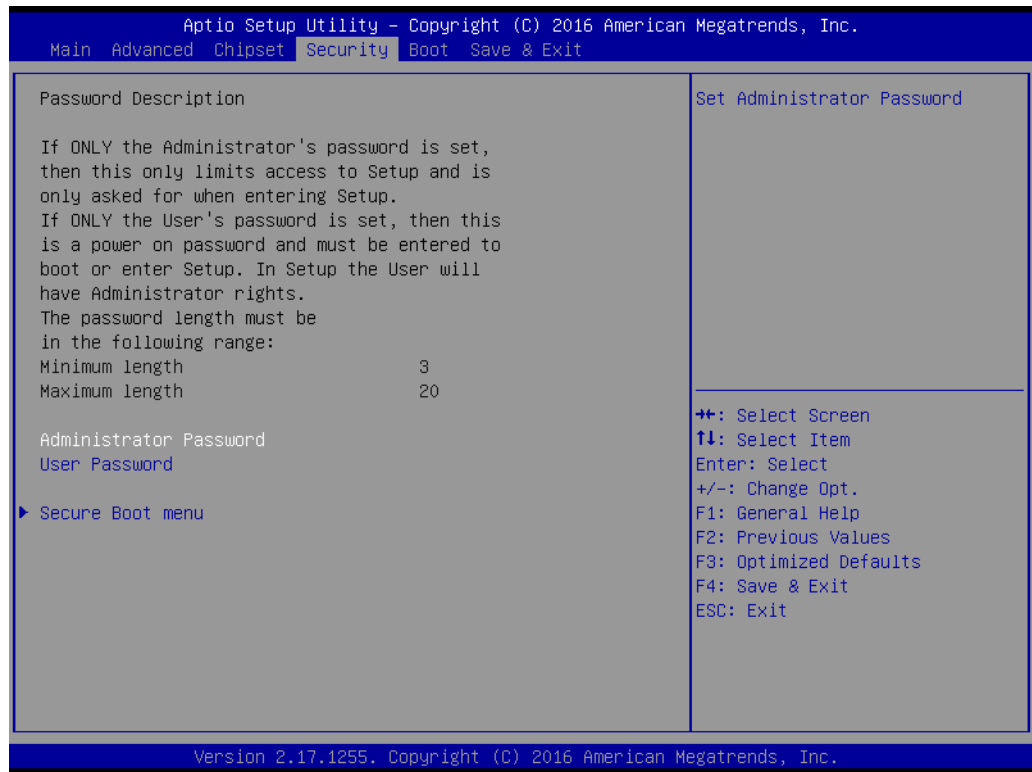 Aptio Setup Utility – Copyright (C) 2016 American Megatrends, Inc.
Main Advanced Chipset Security Boot Save & Exit
Password Description
If ONLY the Administrator's password is set,
then this only limits access to Setup and is
only asked for when entering Setup.
If ONLY the User's password is set, then this
is a power on password and must be entered to
boot or enter Setup. In Setup the User will
have Administrator rights.
The password length must be
in the following range:
Minimum length 3
Maximum length 20
Administrator Password
User Password
Secure Boot menu
Set Administrator Password
→←: Select Screen
↑↓: Select Item
Enter: Select
+/-: Change Opt.
F1: General Help
F2: Previous Values
F3: Optimized Defaults
F4: Save & Exit
ESC: Exit
Version 2.17.1255. Copyright (C) 2016 American Megatrends, Inc.